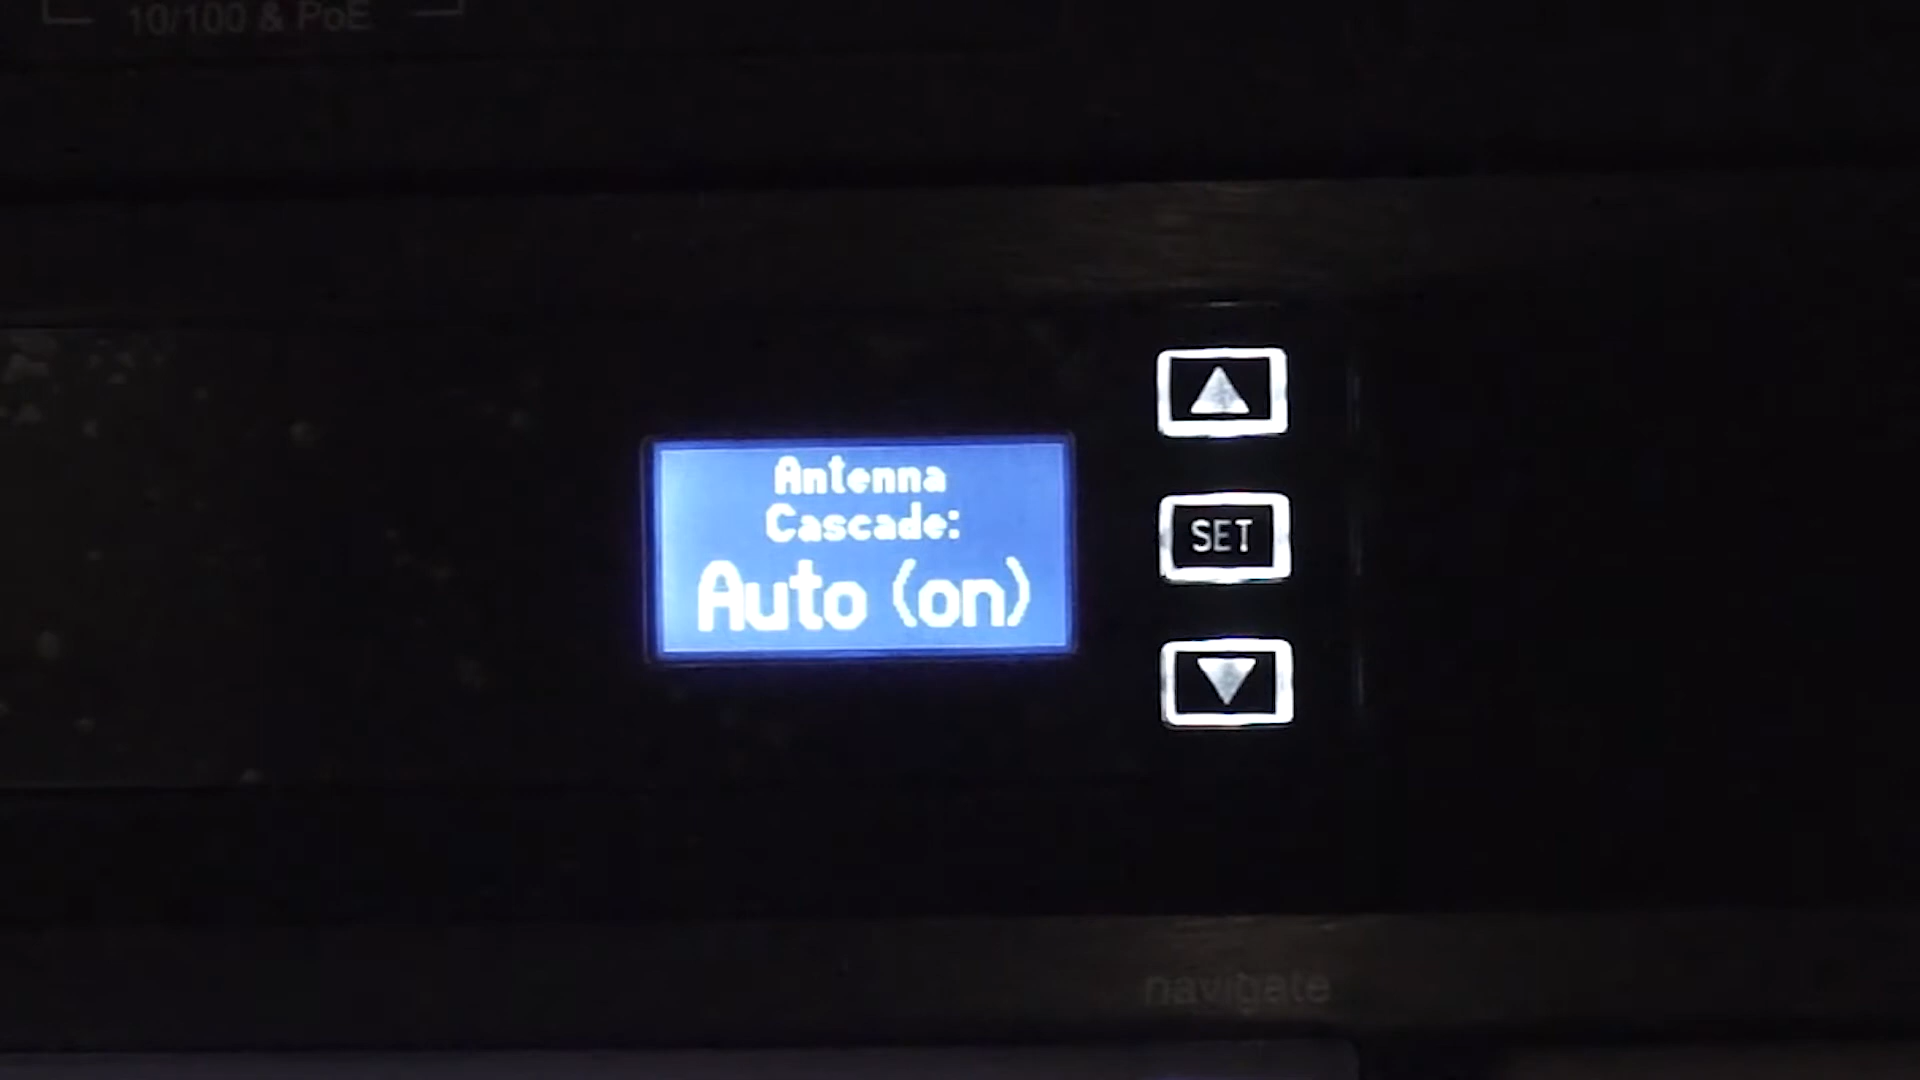 10/100 & PoE
Antenna
Cascade:
Auto (on)
SET
navigate